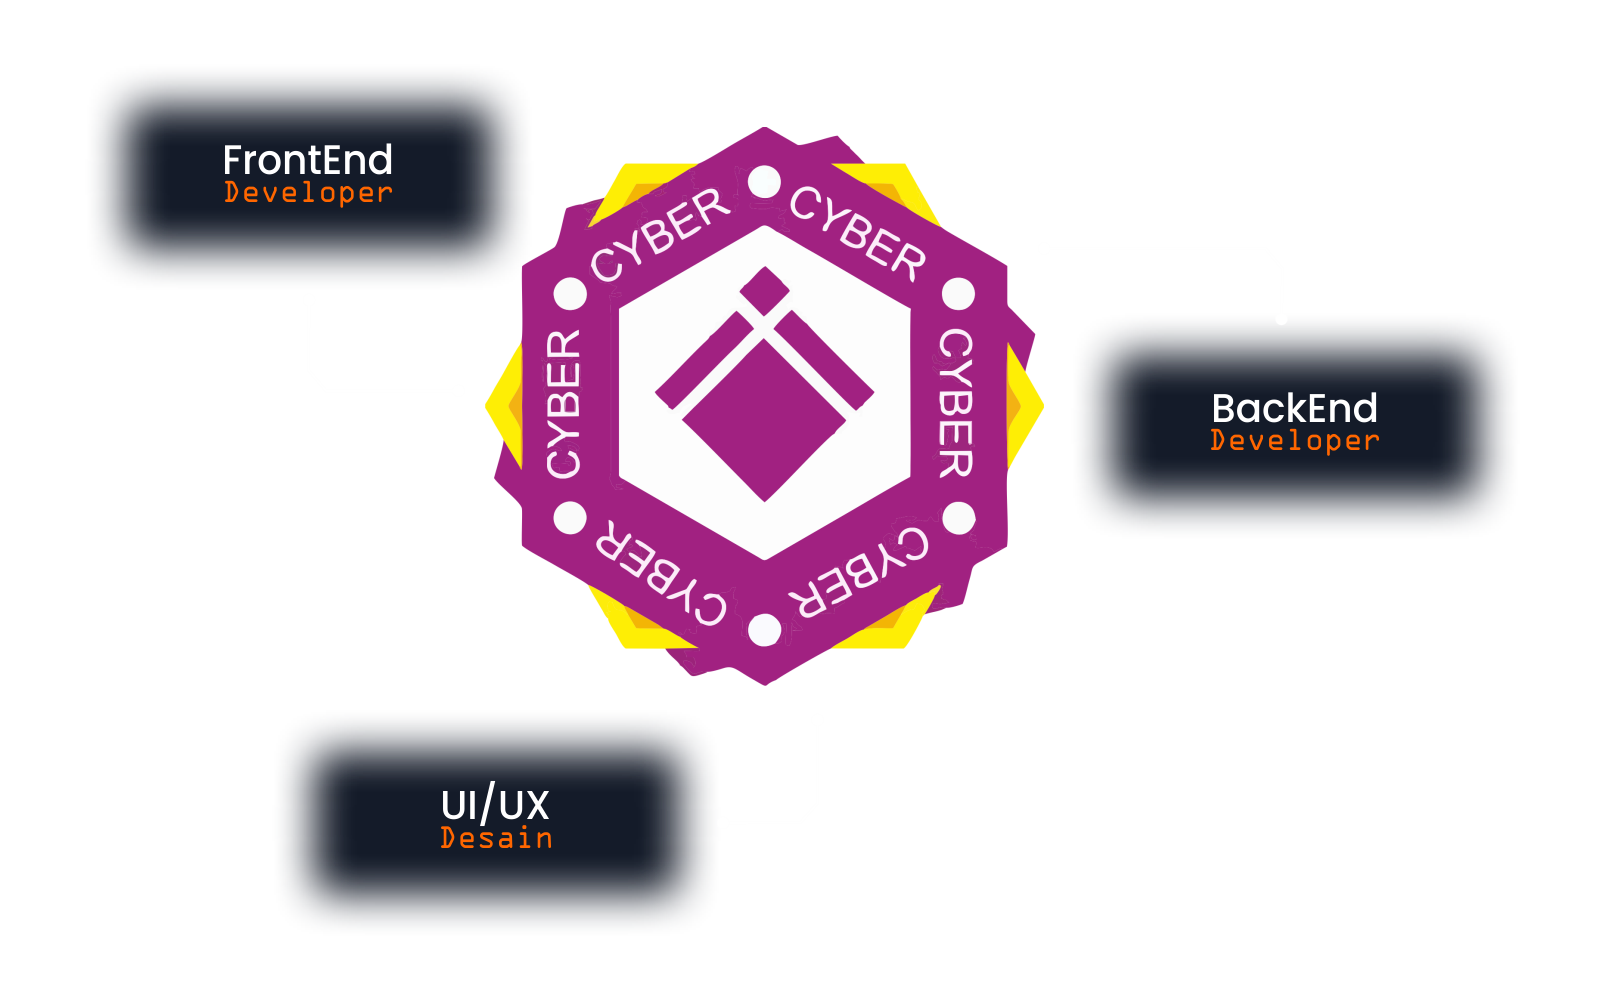 FrontEnd
Developer
CYBER
CYBER
CYBER
CYBER
CYBER
CYBER
BackEnd
Developer
UI/UX
Desain